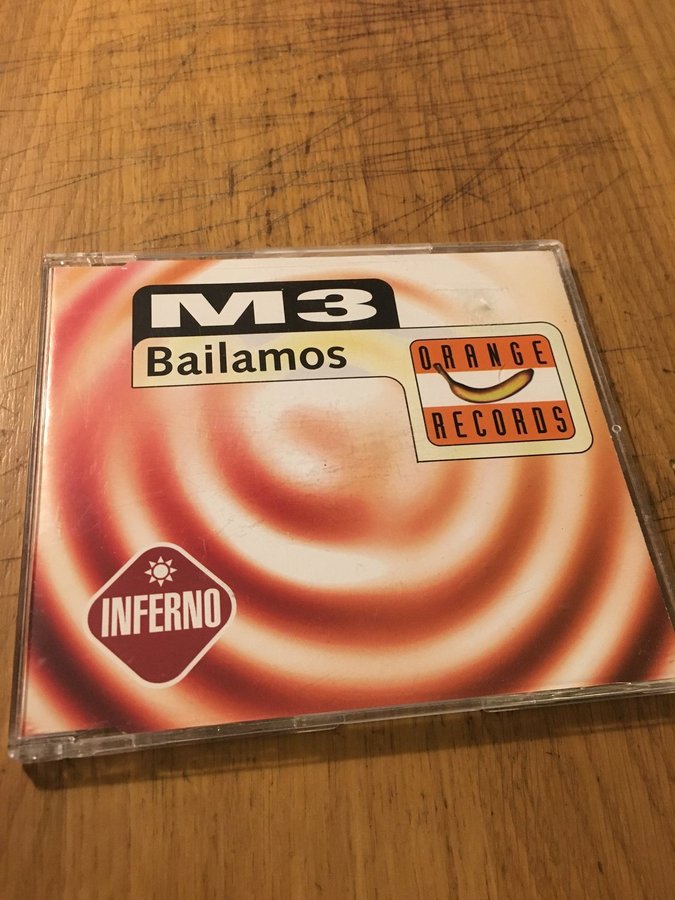 M3
Bailamos
ORANGE
RECORDS
INFERNO